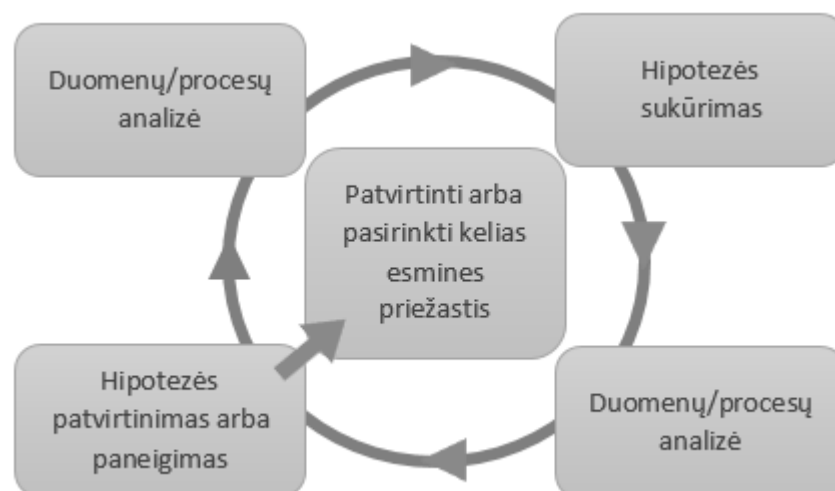 Duomenų/procesų
analizė
Hipotezės
sukūrimas
Patvirtinti arba
pasirinkti kelias
esmines
priežastis
Hipotezės
patvirtinimas arba
paneigimas
Duomenų/procesų
analizė